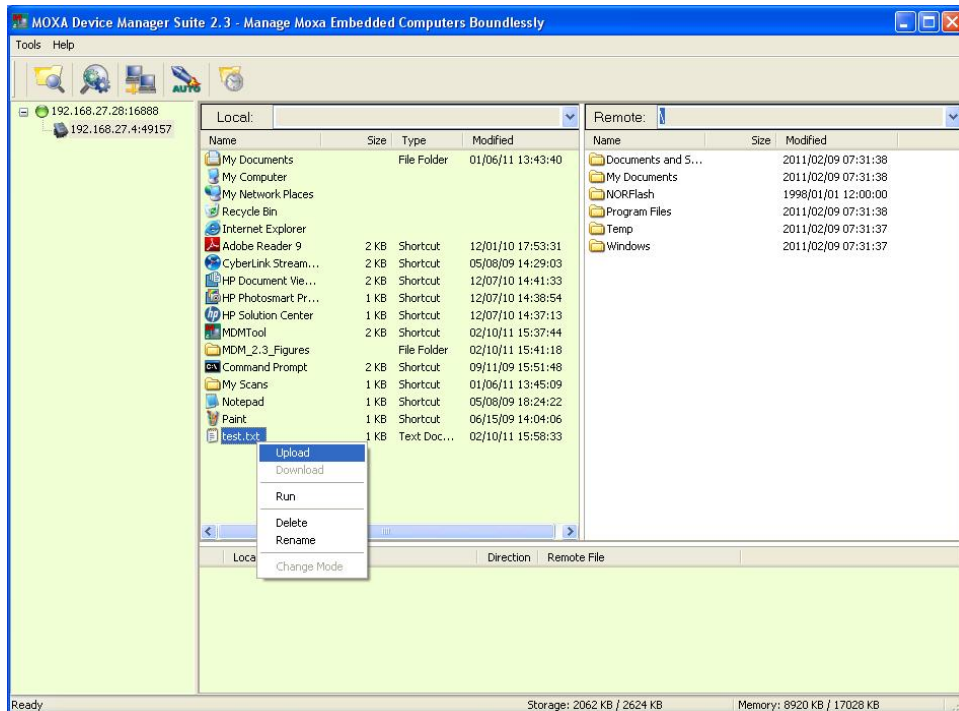 MOXA Device Manager Suite 2.3 - Manage Moxa Embedded Computers Boundlessly
Tools Help
AUTO
192.168.27.28:16888
192.168.27.4:49157
Local:
Name Size Type Modified
My Documents File Folder 01/06/11 13:43:40
My Computer
My Network Places
Recycle Bin
Internet Explorer
Adobe Reader 9 2 KB Shortcut 12/01/10 17:53:31
CyberLink Stream... 2 KB Shortcut 05/08/09 14:29:03
HP Document Vie... 2 KB Shortcut 12/07/10 14:41:33
HP Photosmart Pr... 1 KB Shortcut 12/07/10 14:38:54
HP Solution Center 1 KB Shortcut 12/07/10 14:37:13
MDMTool 2 KB Shortcut 02/10/11 15:37:44
MDM_2.3_Figures File Folder 02/10/11 15:41:18
Command Prompt 2 KB Shortcut 09/11/09 15:51:48
My Scans 1 KB Shortcut 01/06/11 13:45:09
Notepad 1 KB Shortcut 05/08/09 18:24:22
Paint 1 KB Shortcut 06/15/09 14:04:06
test.txt 1 KB Text Doc... 02/10/11 15:58:33
Upload
Download
Run
Delete
Rename
Change Mode
Remote: \
Name Size Modified
Documents and S... 2011/02/09 07:31:38
My Documents 2011/02/09 07:31:38
NORFlash 1998/01/01 12:00:00
Program Files 2011/02/09 07:31:38
Temp 2011/02/09 07:31:37
Windows 2011/02/09 07:31:37
Loca Direction Remote File
Ready Storage: 2062 KB / 2624 KB Memory: 8920 KB / 17028 KB